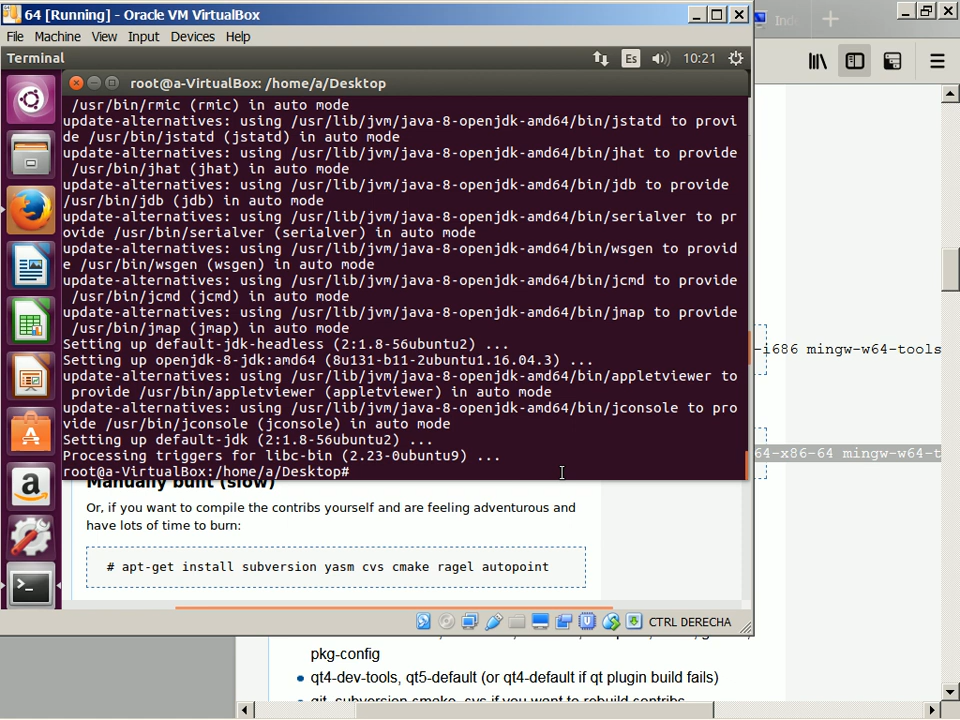 64 [Running] - Oracle VM VirtualBox
File Machine View Input Devices Help
Terminal
Es
10:21
root@a-VirtualBox: /home/a/Desktop
/usr/bin/rmic (rmic) in auto mode
update-alternatives: using /usr/lib/jvm/java-8-openjdk-amd64/bin/jstatd to provi
de /usr/bin/jstatd (jstatd) in auto mode
update-alternatives: using /usr/lib/jvm/java-8-openjdk-amd64/bin/jhat to provide
/usr/bin/jhat (jhat) in auto mode
update-alternatives: using /usr/lib/jvm/java-8-openjdk-amd64/bin/jdb to provide
/usr/bin/jdb (jdb) in auto mode
update-alternatives: using /usr/lib/jvm/java-8-openjdk-amd64/bin/serialver to pr
ovide /usr/bin/serialver (serialver) in auto mode
update-alternatives: using /usr/lib/jvm/java-8-openjdk-amd64/bin/wsgen to provid
e /usr/bin/wsgen (wsgen) in auto mode
update-alternatives: using /usr/lib/jvm/java-8-openjdk-amd64/bin/jcmd to provide
/usr/bin/jcmd (jcmd) in auto mode
update-alternatives: using /usr/lib/jvm/java-8-openjdk-amd64/bin/jmap to provide
/usr/bin/jmap (jmap) in auto mode
Setting up default-jdk-headless (2:1.8-56ubuntu2) ...
Setting up openjdk-8-jdk:amd64 (8u131-b11-2ubuntu1.16.04.3) ...
update-alternatives: using /usr/lib/jvm/java-8-openjdk-amd64/bin/appletviewer to
provide /usr/bin/appletviewer (appletviewer) in auto mode
update-alternatives: using /usr/lib/jvm/java-8-openjdk-amd64/bin/jconsole to pro
vide /usr/bin/jconsole (jconsole) in auto mode
Setting up default-jdk (2:1.8-56ubuntu2) ...
Processing triggers for libc-bin (2.23-0ubuntu9) ...
root@a-VirtualBox:/home/a/Desktop#
Manually built (slow)
Or, if you want to compile the contribs yourself and are feeling adventurous and
have lots of time to burn:
# apt-get install subversion yasm cvs cmake ragel autopoint
CTRL DERECHA
Inde
-i686 mingw-w64-tools
64-x86-64 mingw-w64-t
pkg-config
qt4-dev-tools, qt5-default (or qt4-default if qt plugin build fails)
git, subversion cmake, cvs if you want to rebuild contribs